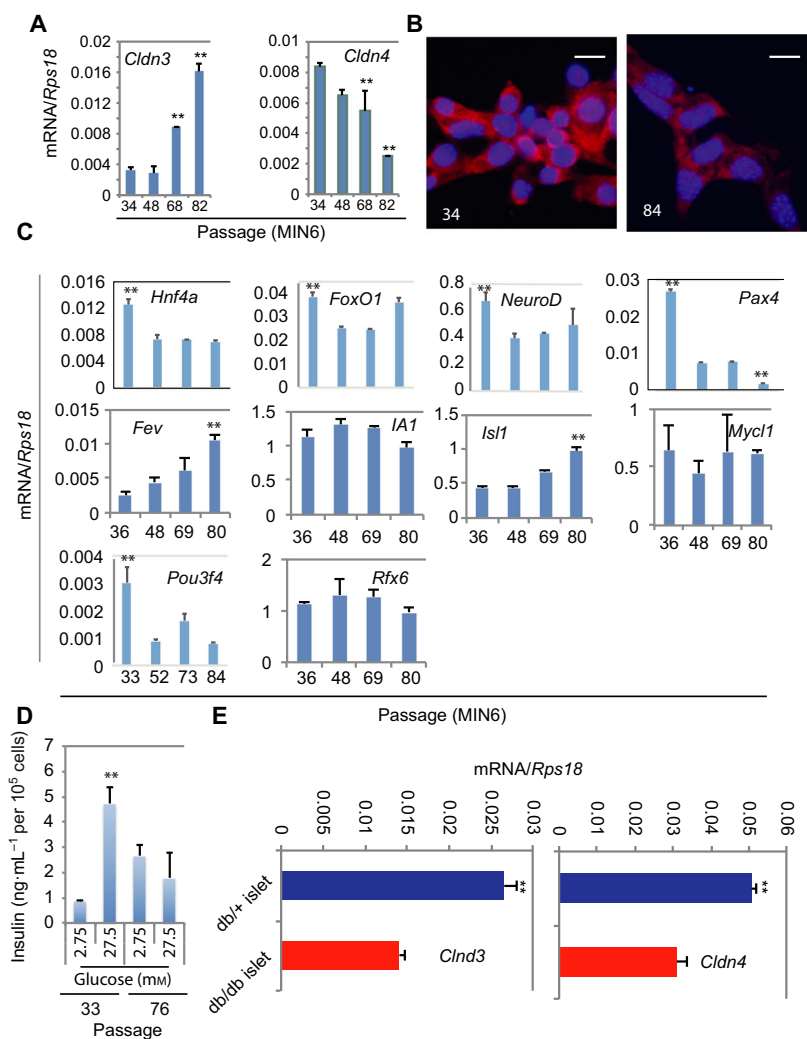 A
B
mRNA/Rps18
0.02
0.016
0.012
0.008
0.004
0
Cldn3
**
**
34 48 68 82
0.01
0.008
0.006
0.004
0.002
0
Cldn4
**
**
34 48 68 82
Passage (MIN6)
34
84
C
mRNA/Rps18
0.016
0.012
0.008
0.004
0
**
Hnf4a
0.04
0.03
0.02
0.01
0
**
FoxO1
0.8
0.6
0.4
0.2
0
**
NeuroD
0.03
0.02
0.01
0
**
Pax4
**
0.015
0.01
0.005
0
Fev
**
36 48 69 80
1.5
1
0.5
0
IA1
36 48 69 80
1.5
1
0.5
0
Isl1
**
36 48 69 80
1
0.5
0
Mycl1
36 48 69 80
0.004
0.003
0.002
0.001
0
**
Pou3f4
33 52 73 84
2
1
0
Rfx6
36 48 69 80
Passage (MIN6)
D
Insulin (ng·mL−1 per 10⁵ cells)
7
6
5
4
3
2
1
0
**
2.75 27.5 2.75 27.5
Glucose (mM)
33 76
Passage
E
mRNA/Rps18
0 0.005 0.01 0.015 0.02 0.025 0.03
0 0.01 0.02 0.03 0.04 0.05 0.06
db/+ islet
**
**
db/db islet
Clnd3
Cldn4